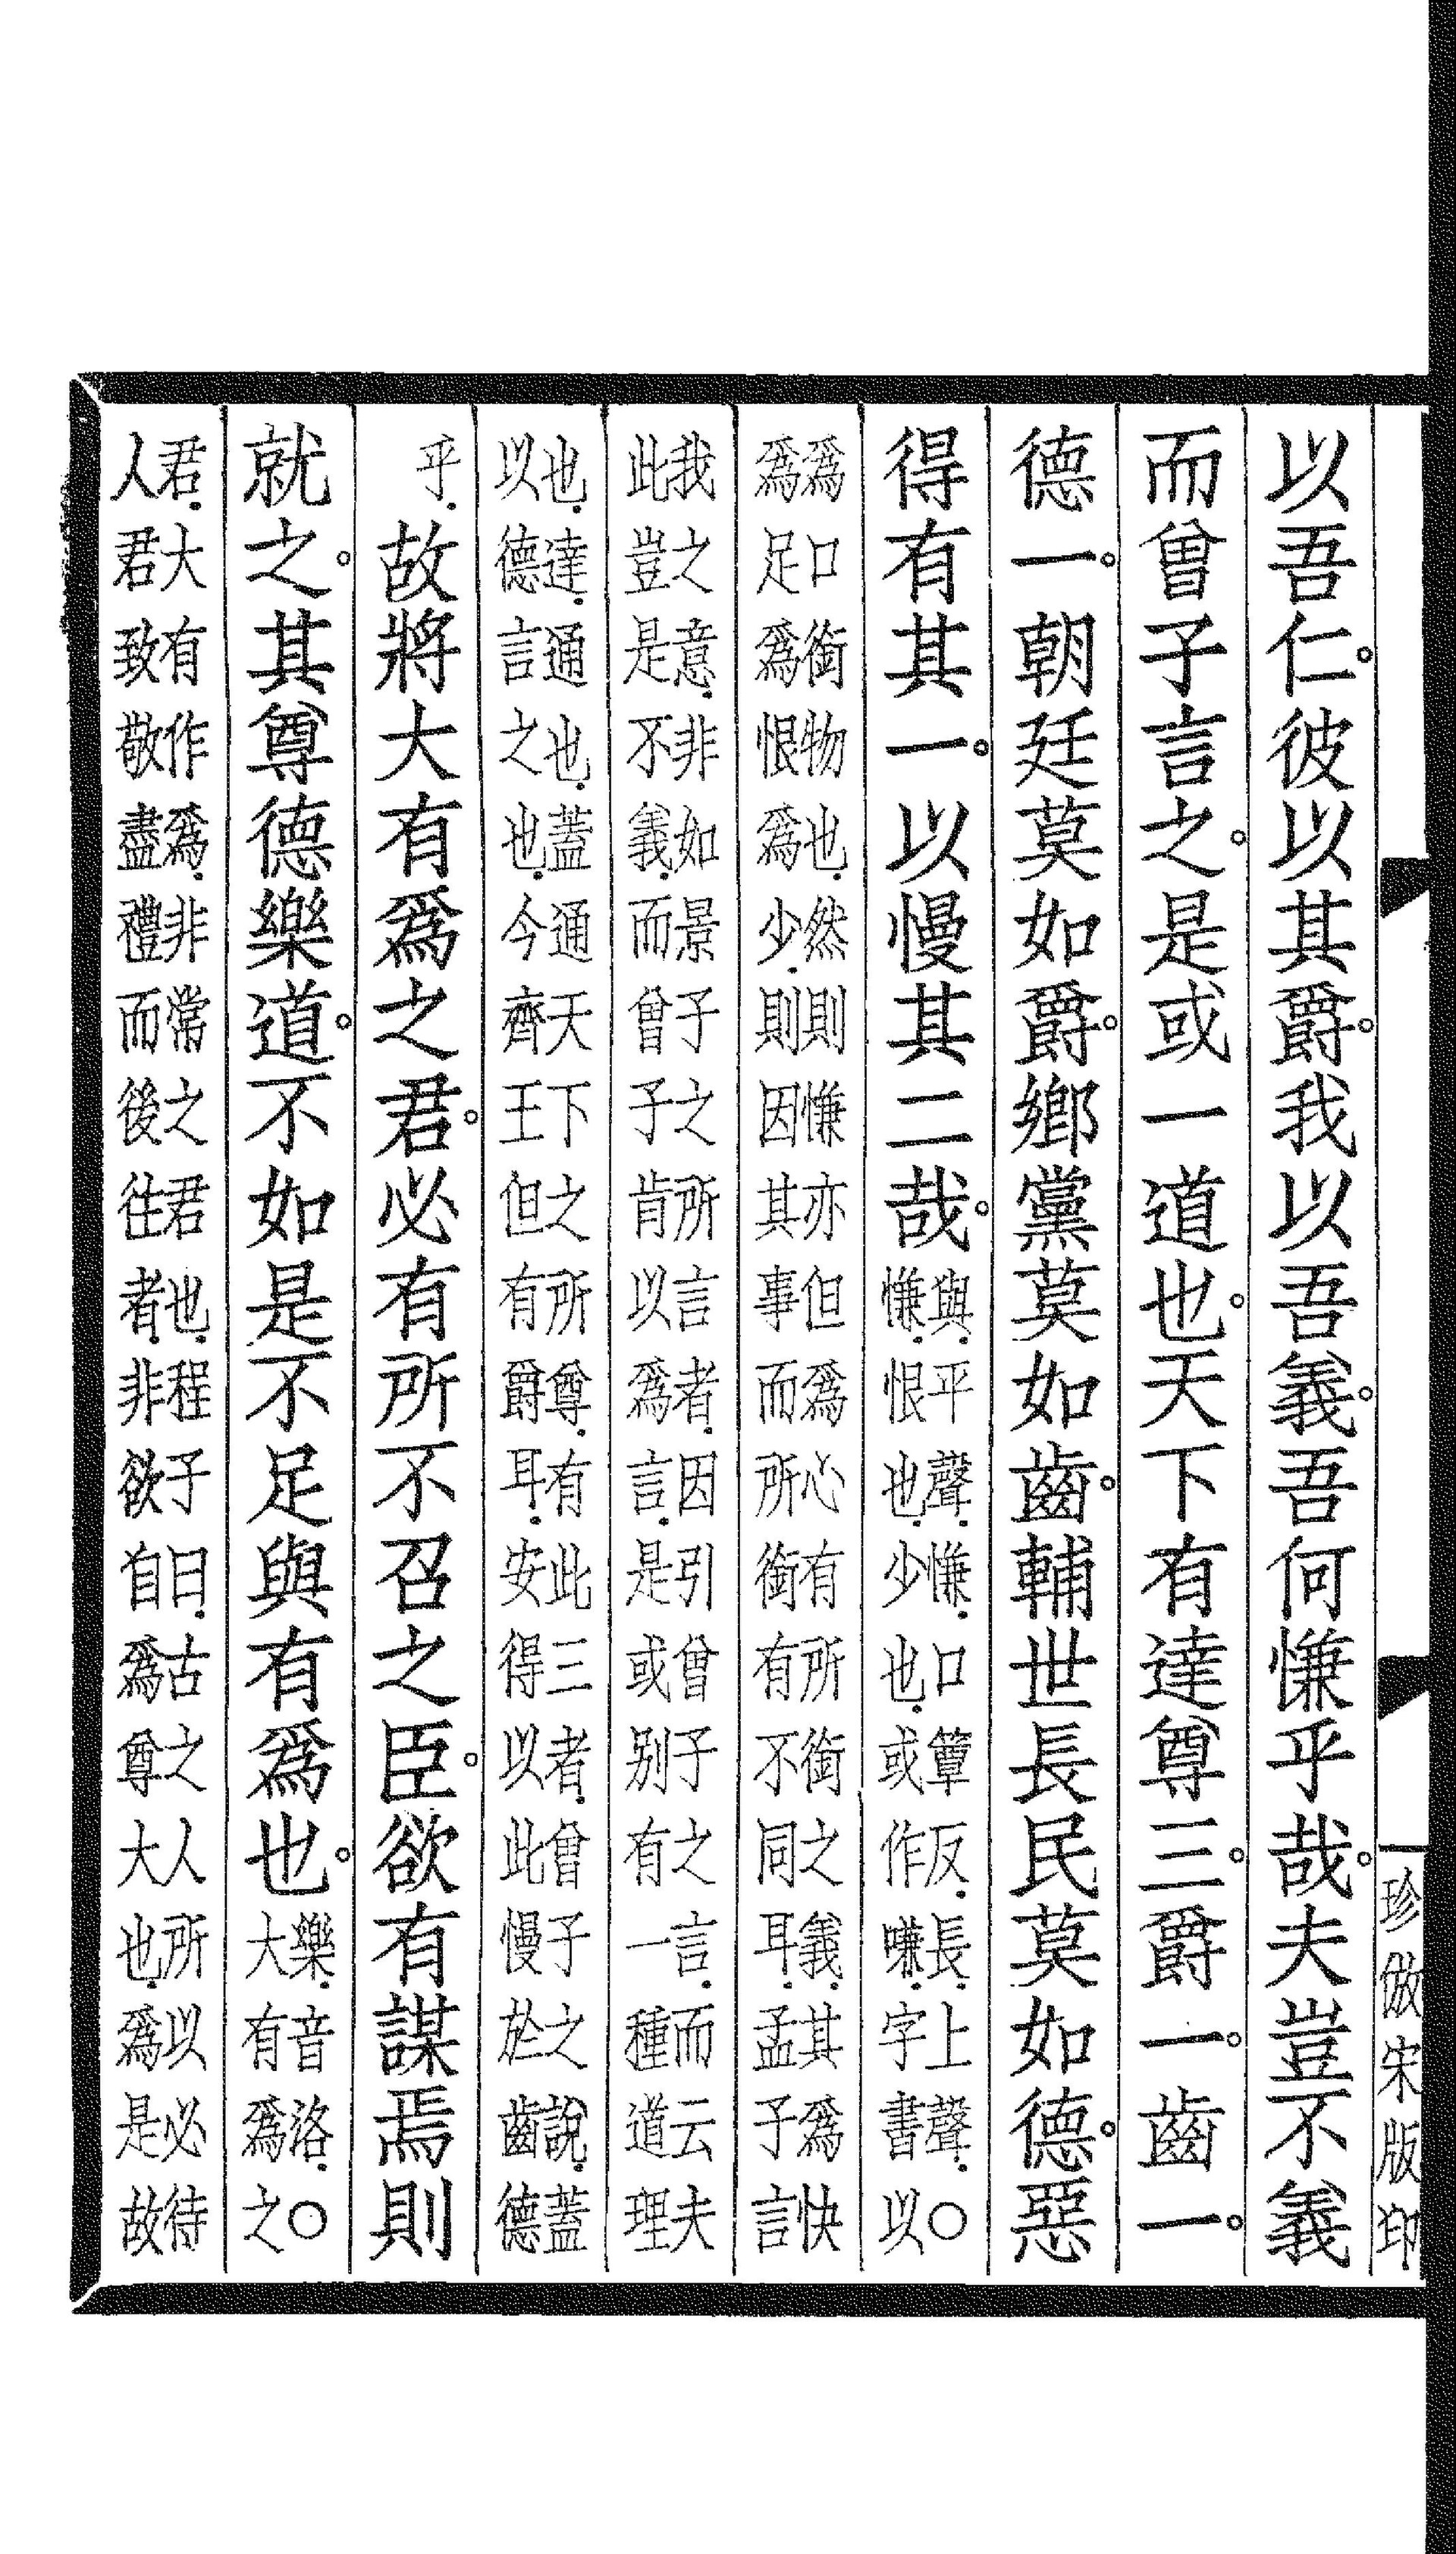 珍倣宋版印
以吾仁。彼以其爵。我以吾義。吾何慊乎哉。夫豈不義
而曾子言之。是或一道也。天下有達尊三。爵一。齒一。
德一。朝廷莫如爵。鄉黨莫如齒。輔世長民莫如德。惡
得有其一。以慢其二哉。與.平聲.慊.口簟反.長.上聲.○慊.恨也.少也.或作嗛.字書以
爲口銜物也.然則慊亦但爲心有所銜之義.其爲快
爲足爲恨爲少.則因其事而所銜有不同耳.孟子言
我之意.非如景子之所言者.因引曾子之言.而云夫
此豈是不義.而曾子肯以爲言.是或別有一種道理
也.達.通也.蓋通天下之所尊.有此三者.曾子之說.蓋
以德言之也.今齊王但有爵耳.安得以此慢於齒德
乎.故將大有爲之君。必有所不召之臣。欲有謀焉則
就之。其尊德樂道。不如是不足與有爲也。樂.音洛.○大有爲之
君.大有作爲.非常之君也.程子曰.古之人所以必待
人君致敬盡禮而後往者.非欲自爲尊大也.爲是故